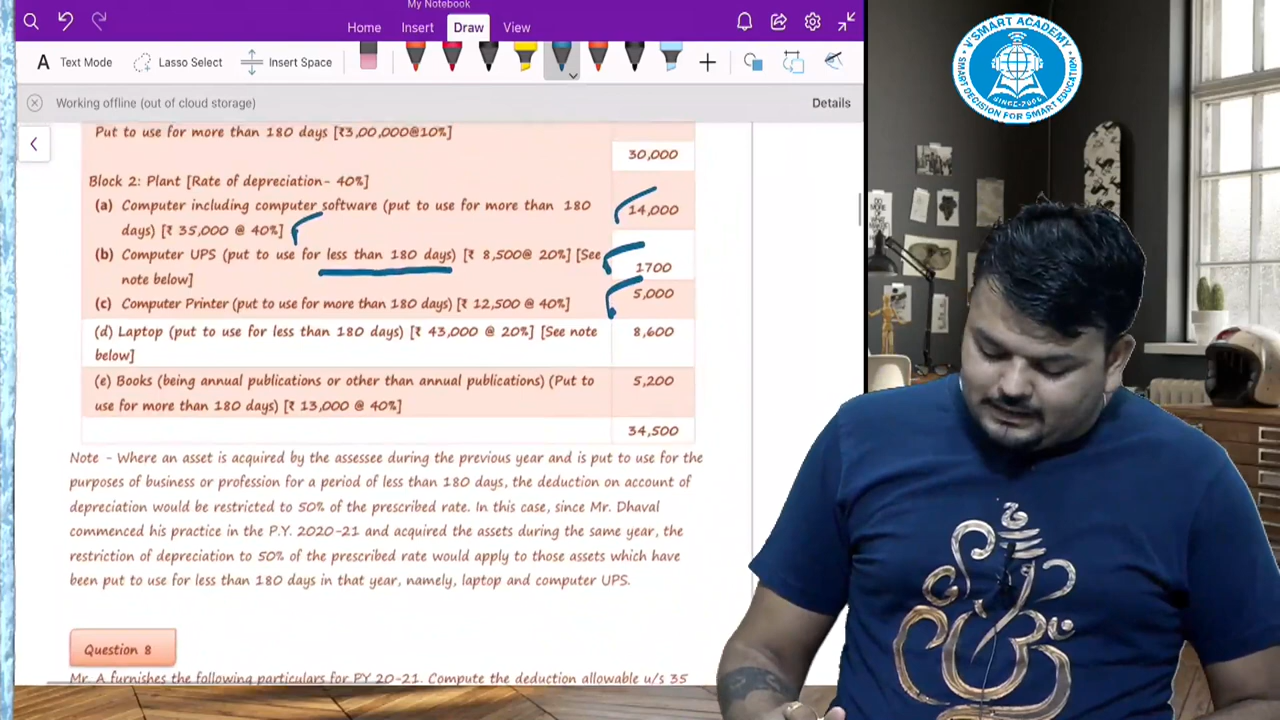 My Notebook
Home Insert Draw View
A Text Mode Lasso Select Insert Space
Working offline (out of cloud storage) Details
Put to use for more than 180 days [₹3,00,000@10%]
30,000
Block 2: Plant [Rate of depreciation- 40%]
(a) Computer including computer software (put to use for more than 180 14,000
days) [₹ 35,000 @ 40%]
(b) Computer UPS (put to use for less than 180 days) [₹ 8,500@ 20%] [See 1700
note below]
(c) Computer Printer (put to use for more than 180 days) [₹ 12,500 @ 40%] 5,000
(d) Laptop (put to use for less than 180 days) [₹ 43,000 @ 20%] [See note 8,600
below]
(e) Books (being annual publications or other than annual publications) (Put to 5,200
use for more than 180 days) [₹ 13,000 @ 40%]
34,500
Note - Where an asset is acquired by the assessee during the previous year and is put to use for the
purposes of business or profession for a period of less than 180 days, the deduction on account of
depreciation would be restricted to 50% of the prescribed rate. In this case, since Mr. Dhaval
commenced his practice in the P.Y. 2020-21 and acquired the assets during the same year, the
restriction of depreciation to 50% of the prescribed rate would apply to those assets which have
been put to use for less than 180 days in that year, namely, laptop and computer UPS.
Question 8
Mr. A furnishes the following particulars for PY 20-21. Compute the deduction allowable u/s 35
V'SMART ACADEMY
SMART DECISION FOR SMART EDUCATION